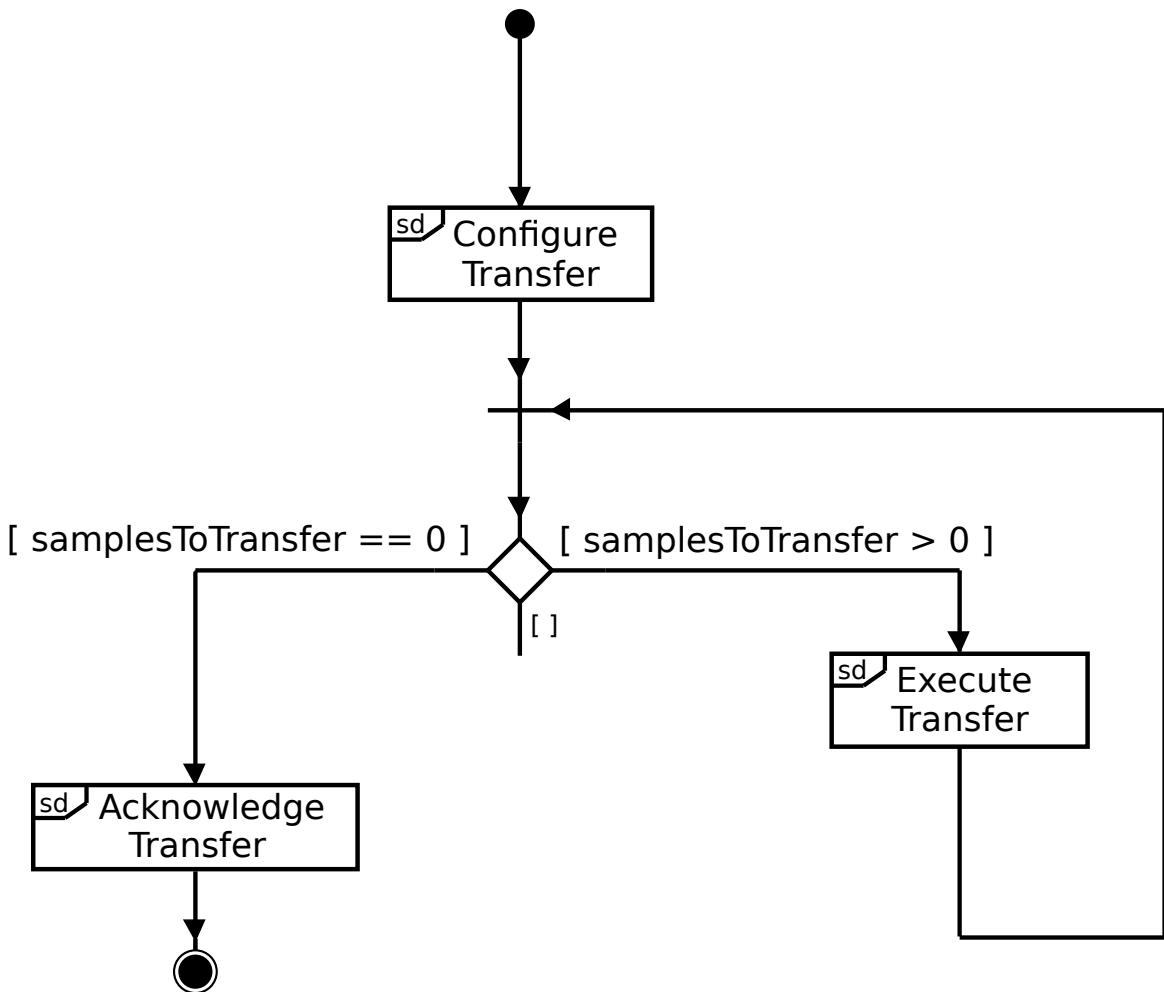 sd
Configure
Transfer
[ samplesToTransfer == 0 ]
[ samplesToTransfer > 0 ]
[ ]
sd
Execute
Transfer
sd
Acknowledge
Transfer